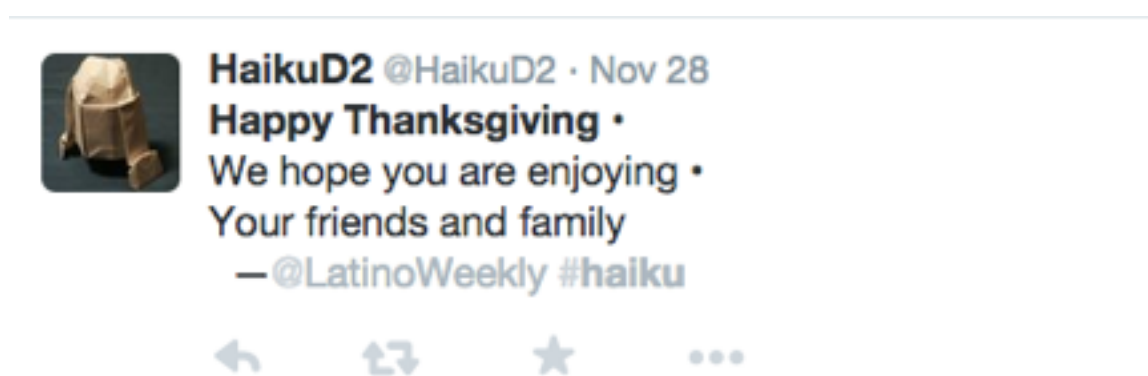 HaikuD2 @HaikuD2 · Nov 28
Happy Thanksgiving •
We hope you are enjoying •
Your friends and family
—@LatinoWeekly #haiku